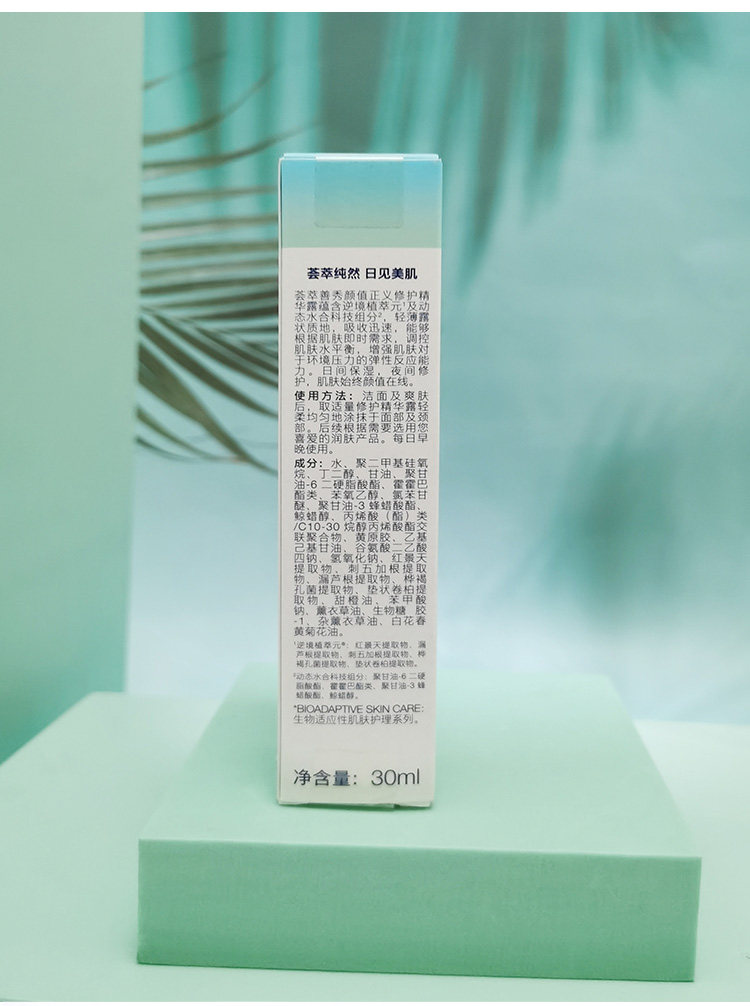 荟萃纯然 日见美肌
荟萃善秀颜值正义修护精
华露蕴含逆境植萃元¹及动
态水合科技组分²，轻薄露
状质地，吸收迅速，能够
根据肌肤即时需求，调控
肌肤水平衡，增强肌肤对
于环境压力的弹性反应能
力。日间保湿，夜间修
护，肌肤始终颜值在线。
使用方法：洁面及爽肤
后，取适量修护精华露轻
柔均匀地涂抹于面部及颈
部。后续根据需要选用您
喜爱的润肤产品。每日早
晚使用。
成分：水、聚二甲基硅氧
烷、丁二醇、甘油、聚甘
油-6 二硬脂酸酯、霍霍巴
酯类、苯氧乙醇、氯苯甘
醚、聚甘油-3 蜂蜡酸酯、
鲸蜡醇、丙烯酸（酯）类
/C10-30 烷醇丙烯酸酯交
联聚合物、黄原胶、乙基
己基甘油、谷氨酸二乙酸
四钠、氢氧化钠、红景天
提取物、刺五加根提取
物、漏芦根提取物、桦褐
孔菌提取物、垫状卷柏提
取物、甜橙油、苯甲酸
钠、薰衣草油、生物糖 胶
-1、杂薰衣草油、白花春
黄菊花油。
¹逆境植萃元*：红景天提取物、漏
芦根提取物、刺五加根提取物、桦
褐孔菌提取物、垫状卷柏提取物。
²动态水合科技组分：聚甘油-6 二硬
脂酸酯、霍霍巴酯类、聚甘油-3 蜂
蜡酸酯、鲸蜡醇。
*BIOADAPTIVE SKIN CARE:
生物适应性肌肤护理系列。
净含量：30ml